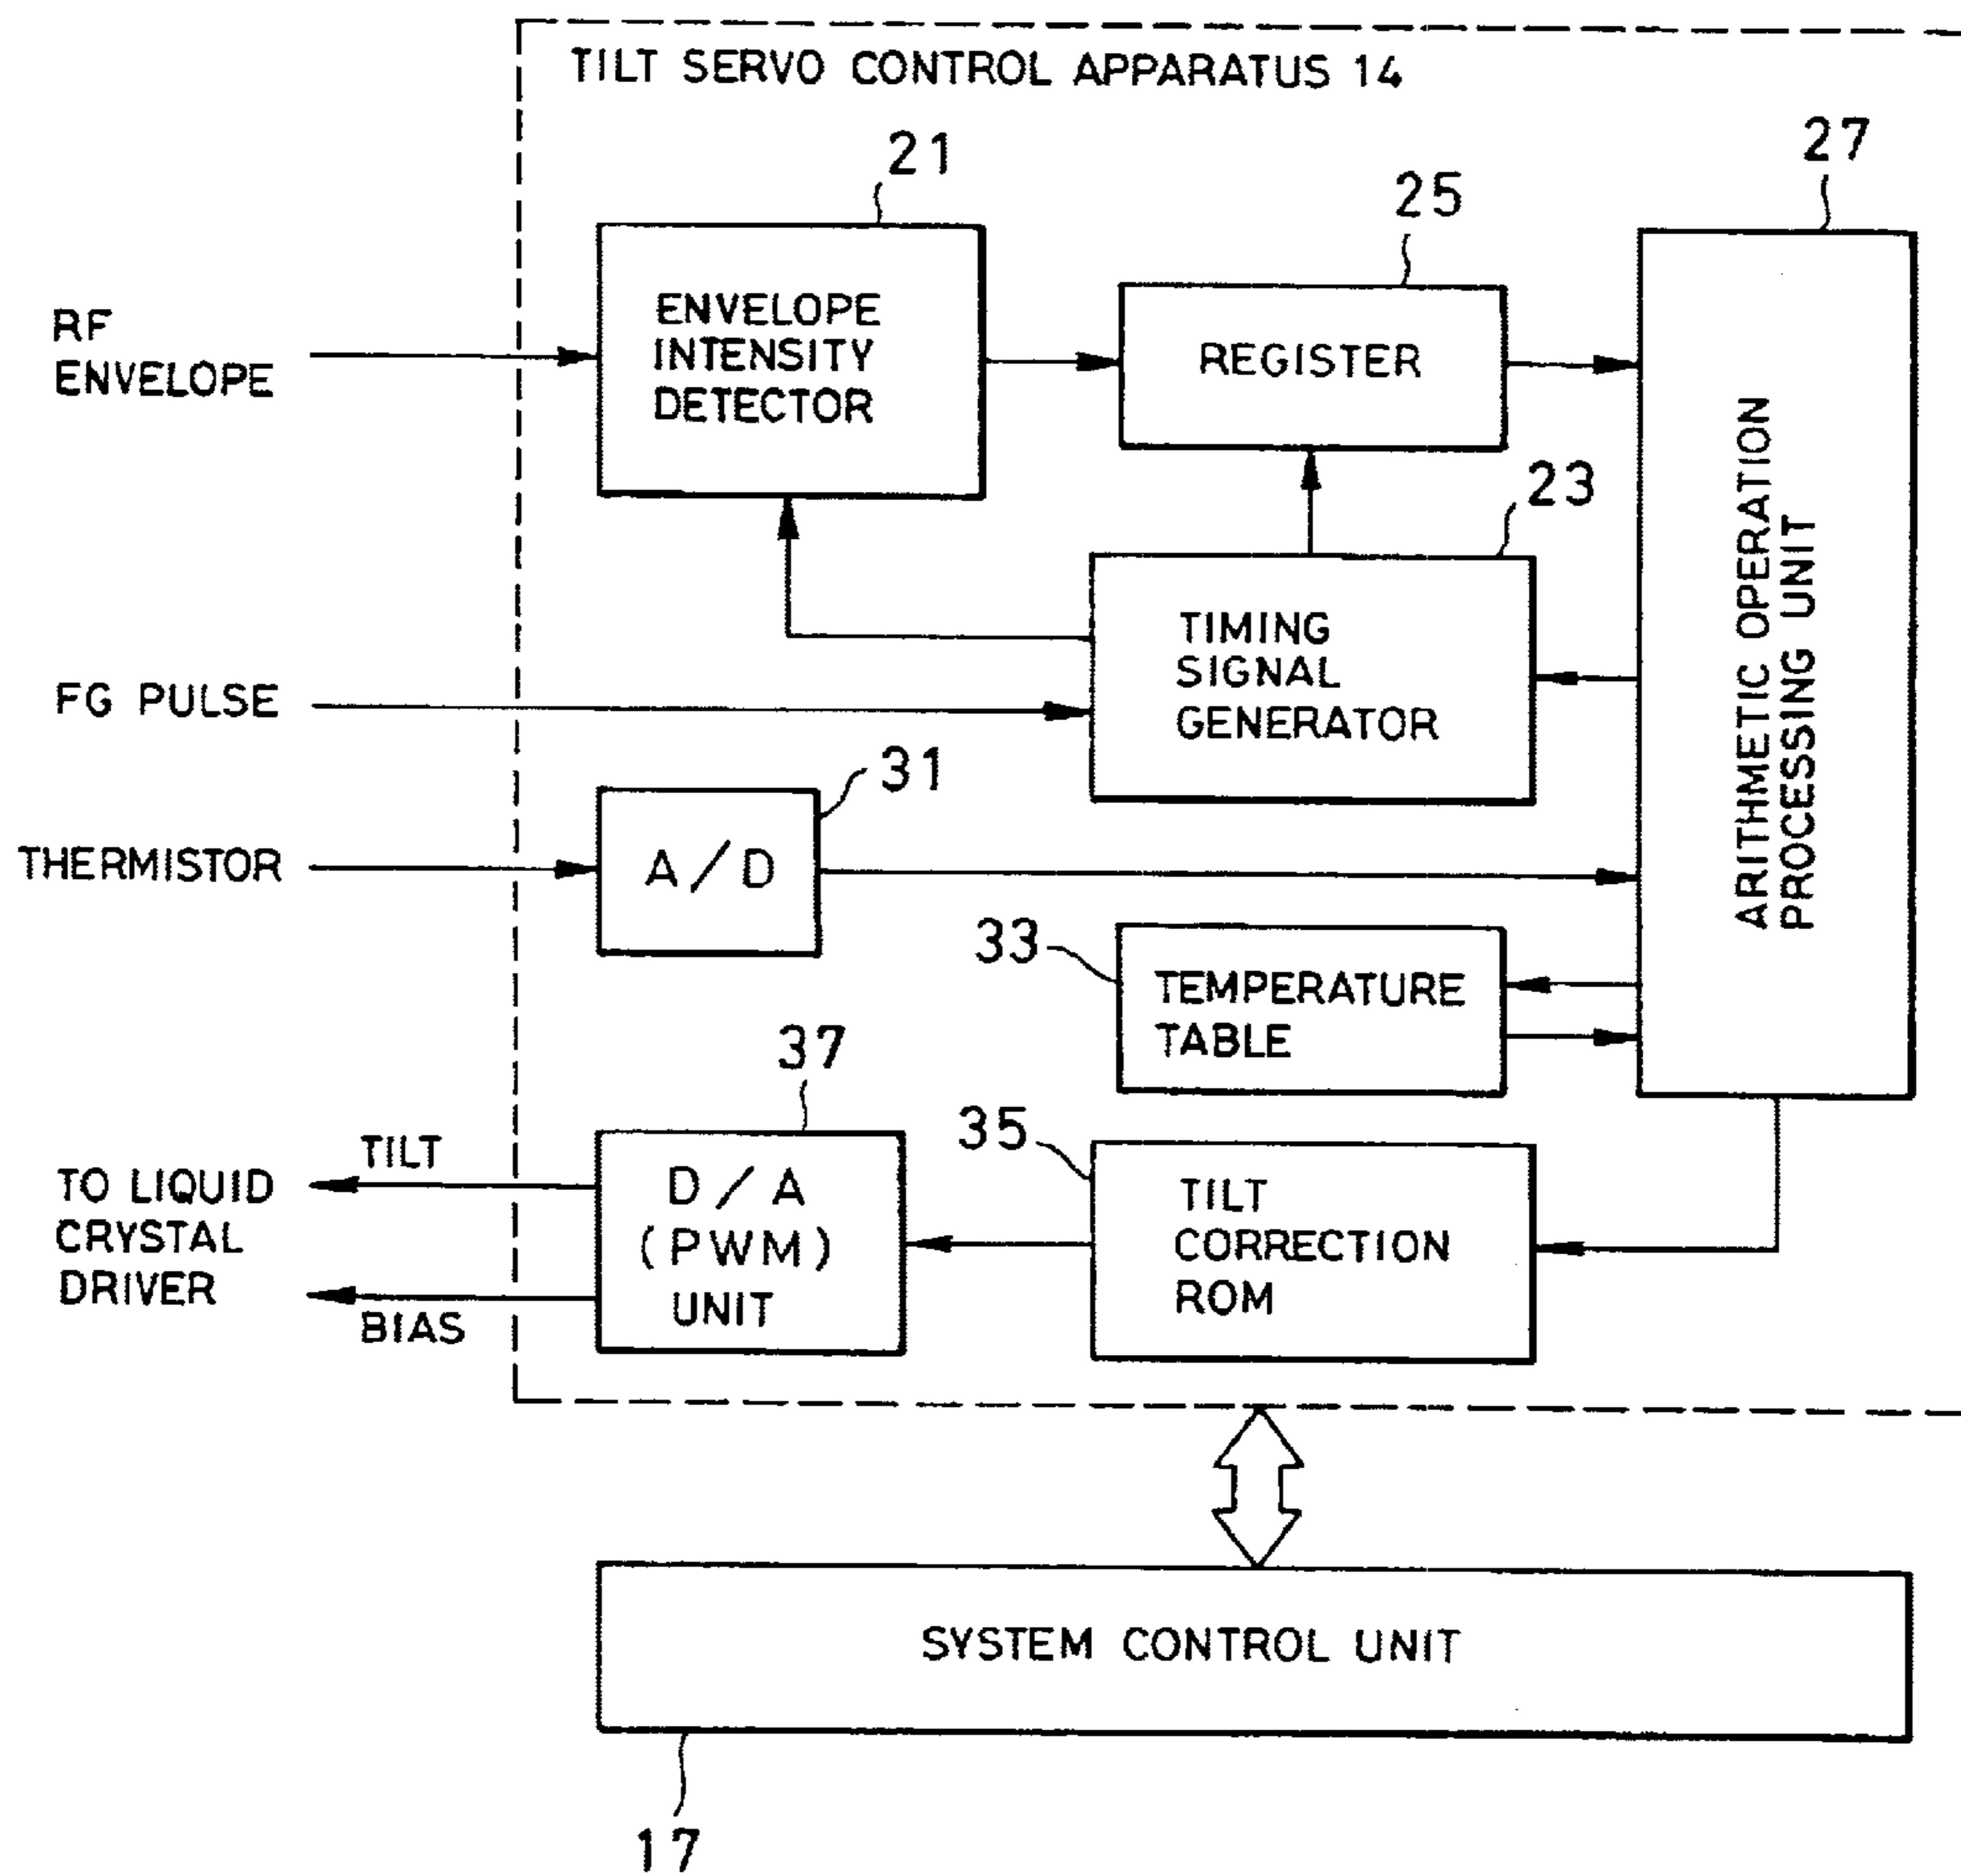 TILT SERVO CONTROL APPARATUS 14
21
25
27
RF
ENVELOPE
ENVELOPE
INTENSITY
DETECTOR
REGISTER
23
ARITHMETIC OPERATION
PROCESSING UNIT
FG PULSE
TIMING
SIGNAL
GENERATOR
31
THERMISTOR
A/D
33
TEMPERATURE
TABLE
37
35
TO LIQUID
CRYSTAL
DRIVER
TILT
BIAS
D/A
(PWM)
UNIT
TILT
CORRECTION
ROM
SYSTEM CONTROL UNIT
17